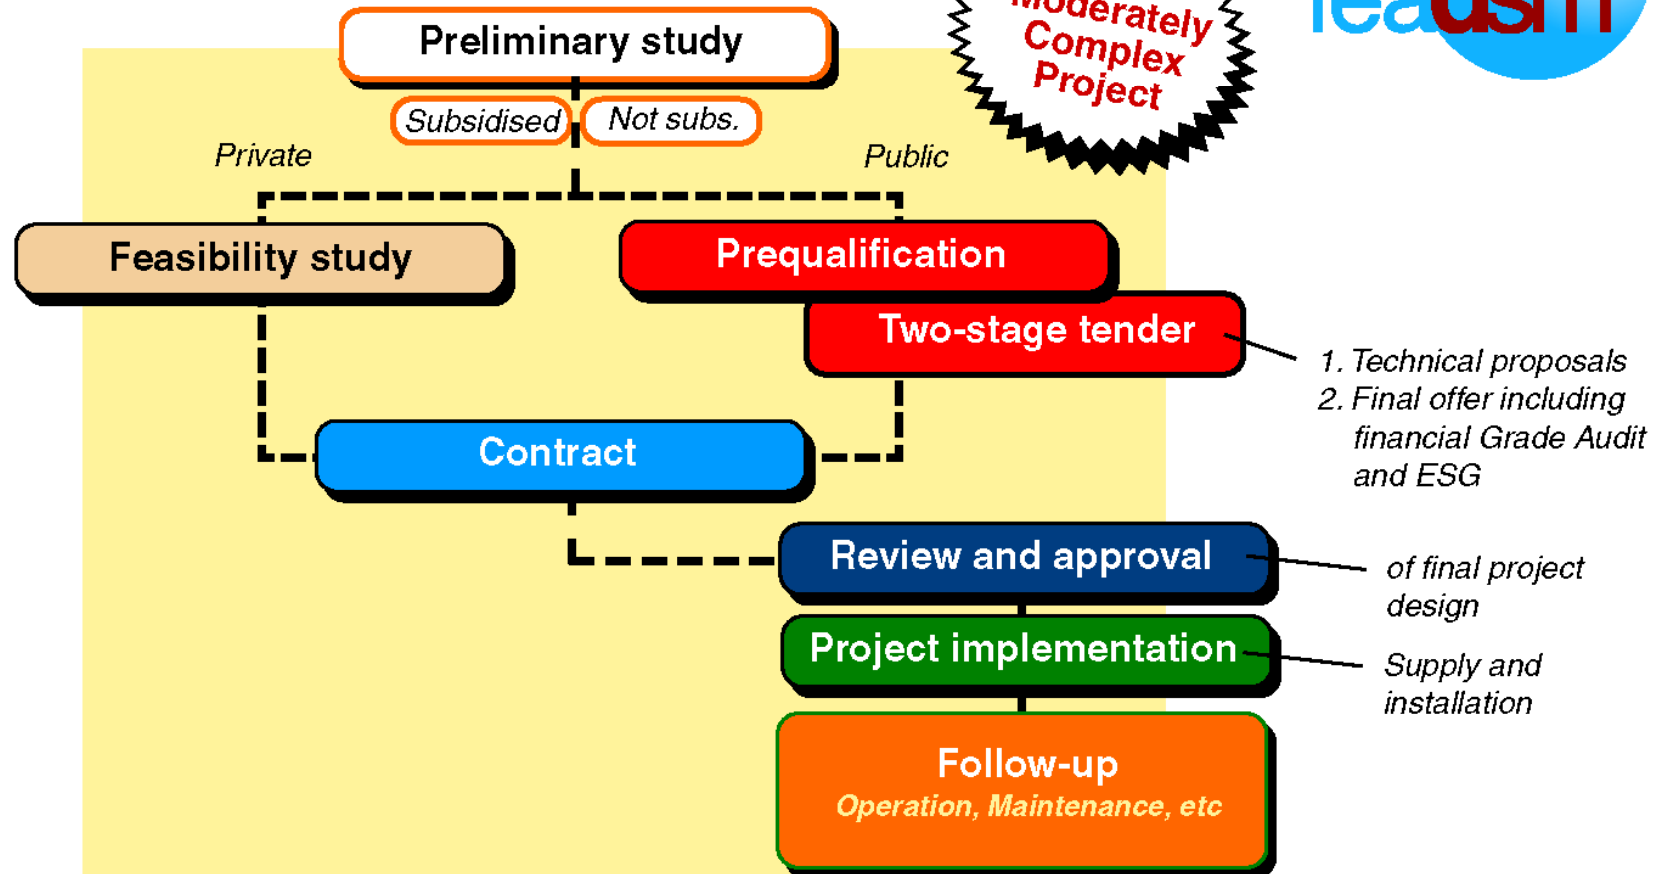 Preliminary study
Moderately
Complex
Project
Subsidised
Not subs.
Private
Public
Feasibility study
Prequalification
Two-stage tender
1. Technical proposals
2. Final offer including
financial Grade Audit
and ESG
Contract
Review and approval
of final project
design
Project implementation
Supply and
installation
Follow-up
Operation, Maintenance, etc